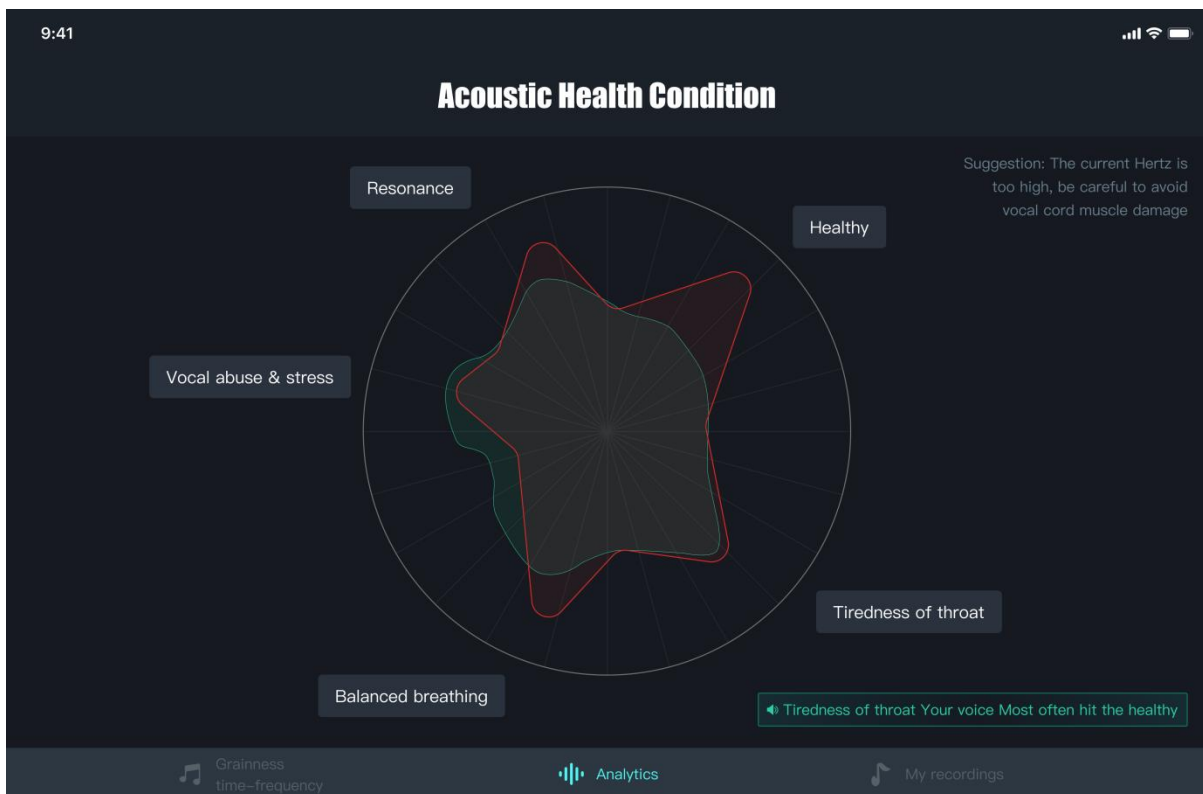 9:41
Acoustic Health Condition
Suggestion: The current Hertz is
too high, be careful to avoid
vocal cord muscle damage
Resonance
Healthy
Vocal abuse & stress
Tiredness of throat
Balanced breathing
Tiredness of throat Your voice Most often hit the healthy
Grainness
time-frequency
Analytics
My recordings